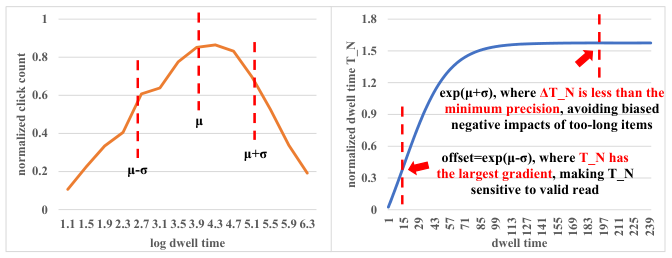 1
0.8
0.6
0.4
0.2
0
normalized click count
μ-σ
μ
μ+σ
1.1 1.5 1.9 2.3 2.7 3.1 3.5 3.9 4.3 4.7 5.1 5.5 5.9 6.3
log dwell time
1.8
1.5
1.2
0.9
0.6
0.3
0
normalized dwell time T_N
exp(μ+σ), where ΔT_N is less than the
minimum precision, avoiding biased
negative impacts of too-long items
offset=exp(μ-σ), where T_N has
the largest gradient, making T_N
sensitive to valid read
1 15 29 43 57 71 85 99 113 127 141 155 169 183 197 211 225 239
dwell time